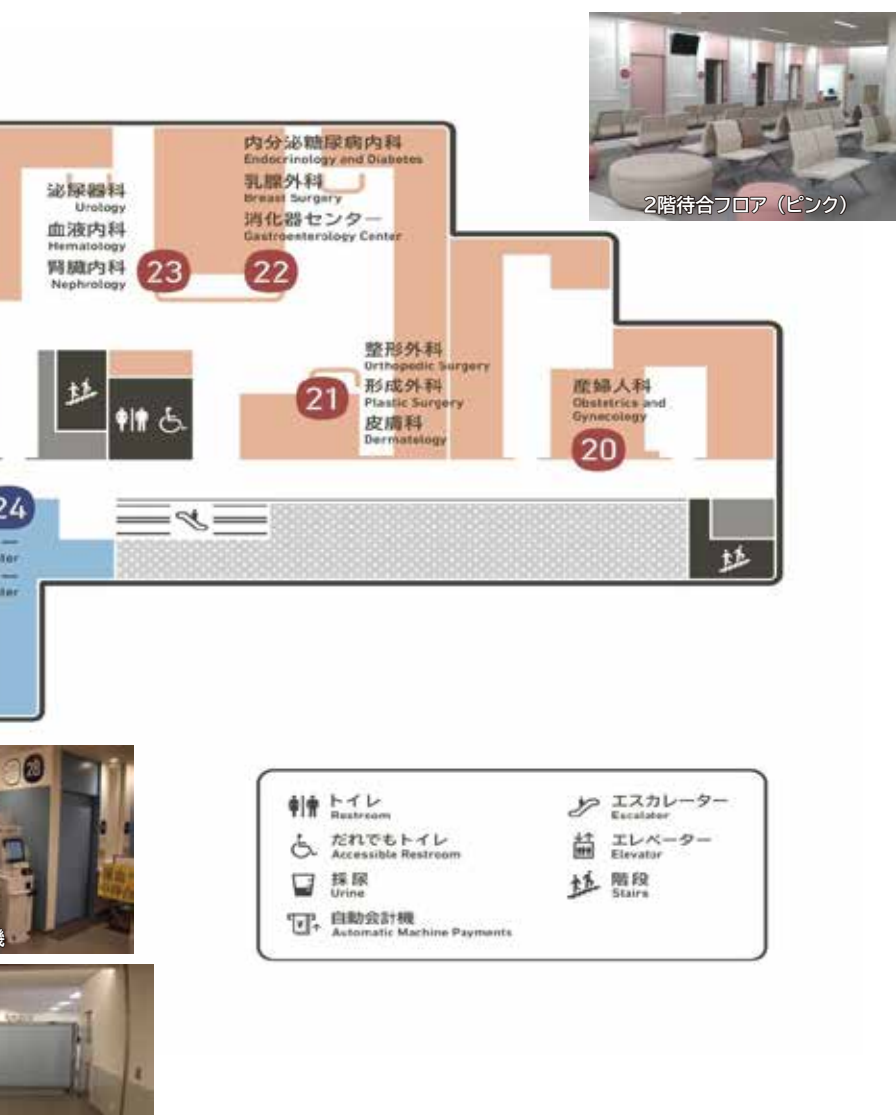 2階待合フロア（ピンク）
内分泌糖尿病内科
Endocrinology and Diabetes
乳腺外科
Breast Surgery
消化器センター
Gastroenterology Center
泌尿器科
Urology
血液内科
Hematology
腎臓内科
Nephrology
23
22
整形外科
Orthopedic Surgery
形成外科
Plastic Surgery
皮膚科
Dermatology
21
産婦人科
Obstetrics and
Gynecology
20
24
28
トイレ
Restroom
だれでもトイレ
Accessible Restroom
採尿
Urine
自動会計機
Automatic Machine Payments
エスカレーター
Escalator
エレベーター
Elevator
階段
Stairs
機